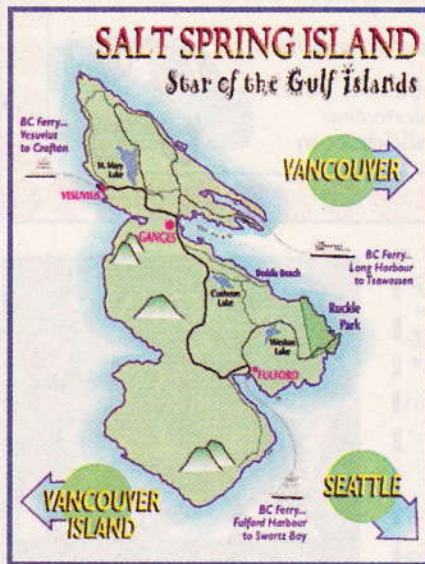 SALT SPRING ISLAND
Star of the Gulf Islands
BC Ferry...
Vesuvius
to Crofton
St. Mary
Lake
VANCOUVER
VESUVIUS
GANGES
BC Ferry...
Long Harbour
to Tsawassen
Beddis Beach
Cusheon
Lake
Ruckle
Park
Weston
Lake
FULFORD
VANCOUVER
ISLAND
BC Ferry...
Fulford Harbour
to Swartz Bay
SEATTLE